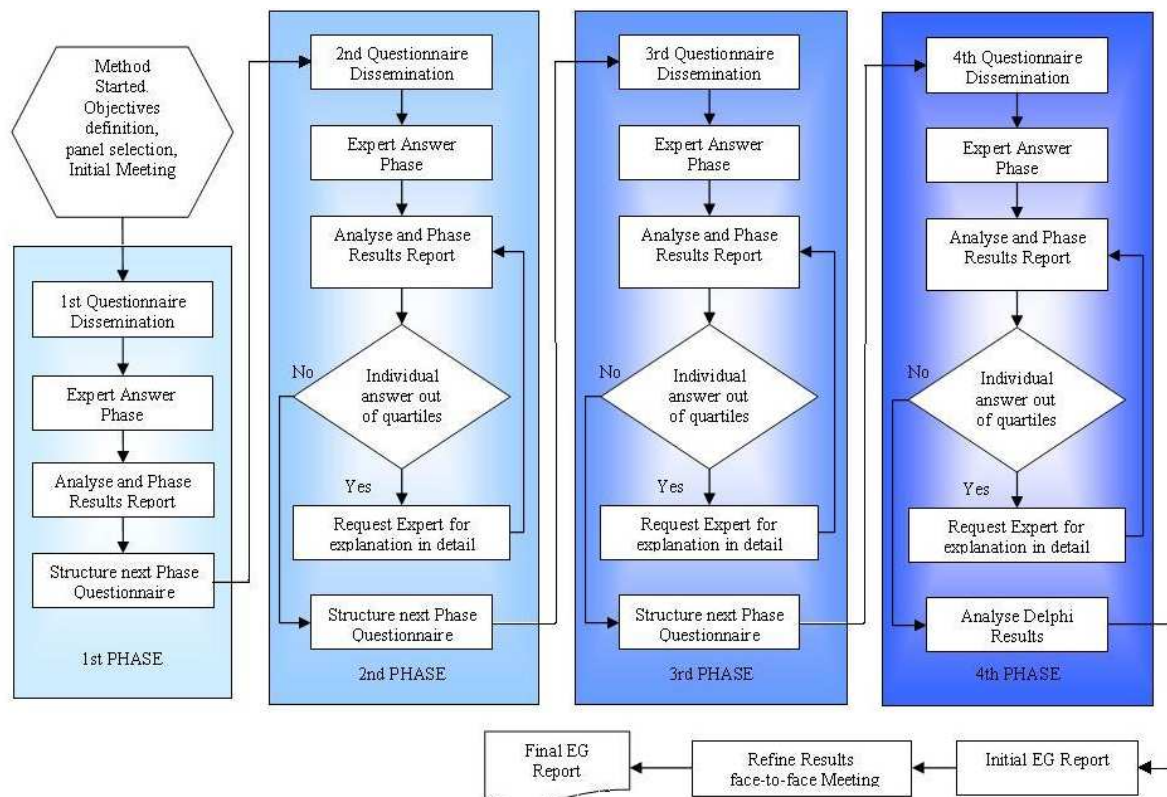 Method
Started.
Objectives
definition,
panel selection,
Initial Meeting
1st Questionnaire
Dissemination
Expert Answer
Phase
Analyse and Phase
Results Report
Structure next Phase
Questionnaire
1st PHASE
2nd Questionnaire
Dissemination
Expert Answer
Phase
Analyse and Phase
Results Report
No
Individual
answer out
of quartiles
Yes
Request Expert for
explanation in detail
Structure next Phase
Questionnaire
2nd PHASE
3rd Questionnaire
Dissemination
Expert Answer
Phase
Analyse and Phase
Results Report
No
Individual
answer out
of quartiles
Yes
Request Expert for
explanation in detail
Structure next Phase
Questionnaire
3rd PHASE
4th Questionnaire
Dissemination
Expert Answer
Phase
Analyse and Phase
Results Report
No
Individual
answer out
of quartiles
Yes
Request Expert for
explanation in detail
Analyse Delphi
Results
4th PHASE
Initial EG Report
Refine Results
face-to-face Meeting
Final EG
Report